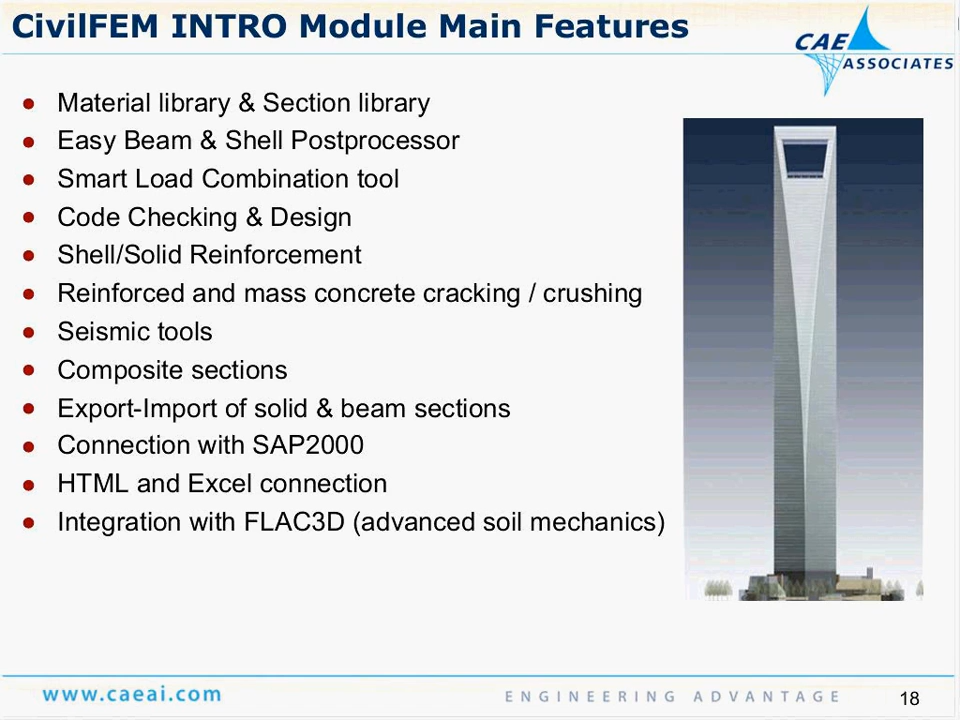 CivilFEM INTRO Module Main Features
CAE
ASSOCIATES
● Material library & Section library
● Easy Beam & Shell Postprocessor
● Smart Load Combination tool
● Code Checking & Design
● Shell/Solid Reinforcement
● Reinforced and mass concrete cracking / crushing
● Seismic tools
● Composite sections
● Export-Import of solid & beam sections
● Connection with SAP2000
● HTML and Excel connection
● Integration with FLAC3D (advanced soil mechanics)
www.caeai.com
ENGINEERING ADVANTAGE
18